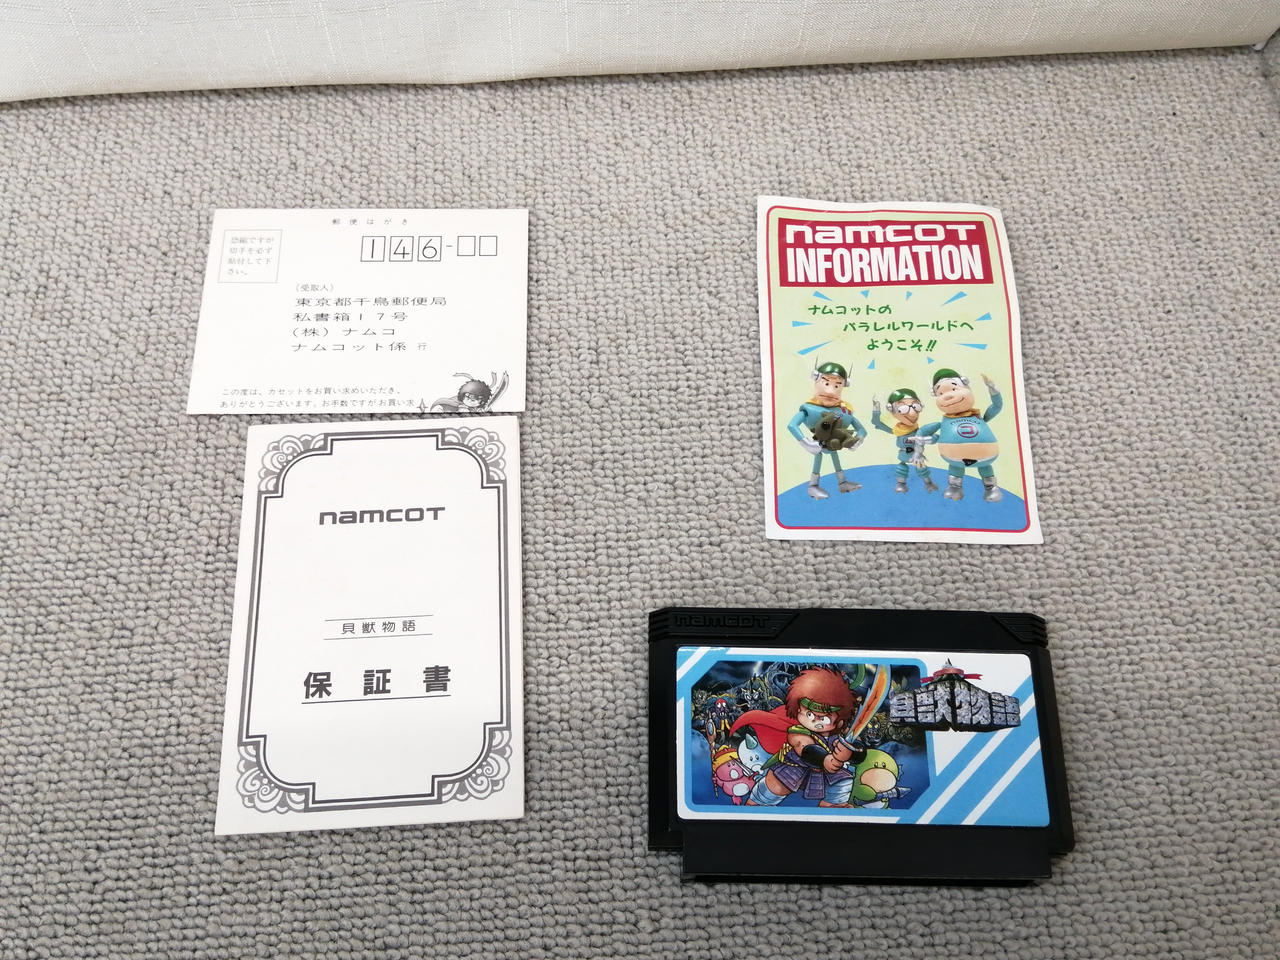 郵便はがき
恐縮ですが
切手を必ず
貼付して下
さい。
146-
(受取人)
東京都千鳥郵便局
私書箱17号
(株)ナムコ
ナムコット係 行
この度は、カセットをお買い求めいただき、
ありがとうございます。お手数ですがお買い求
namcot
貝獣物語
保証書
namcot
INFORMATION
ナムコットの
パラレルワールドへ
ようこそ!!
namcot
namcot
貝獣物語